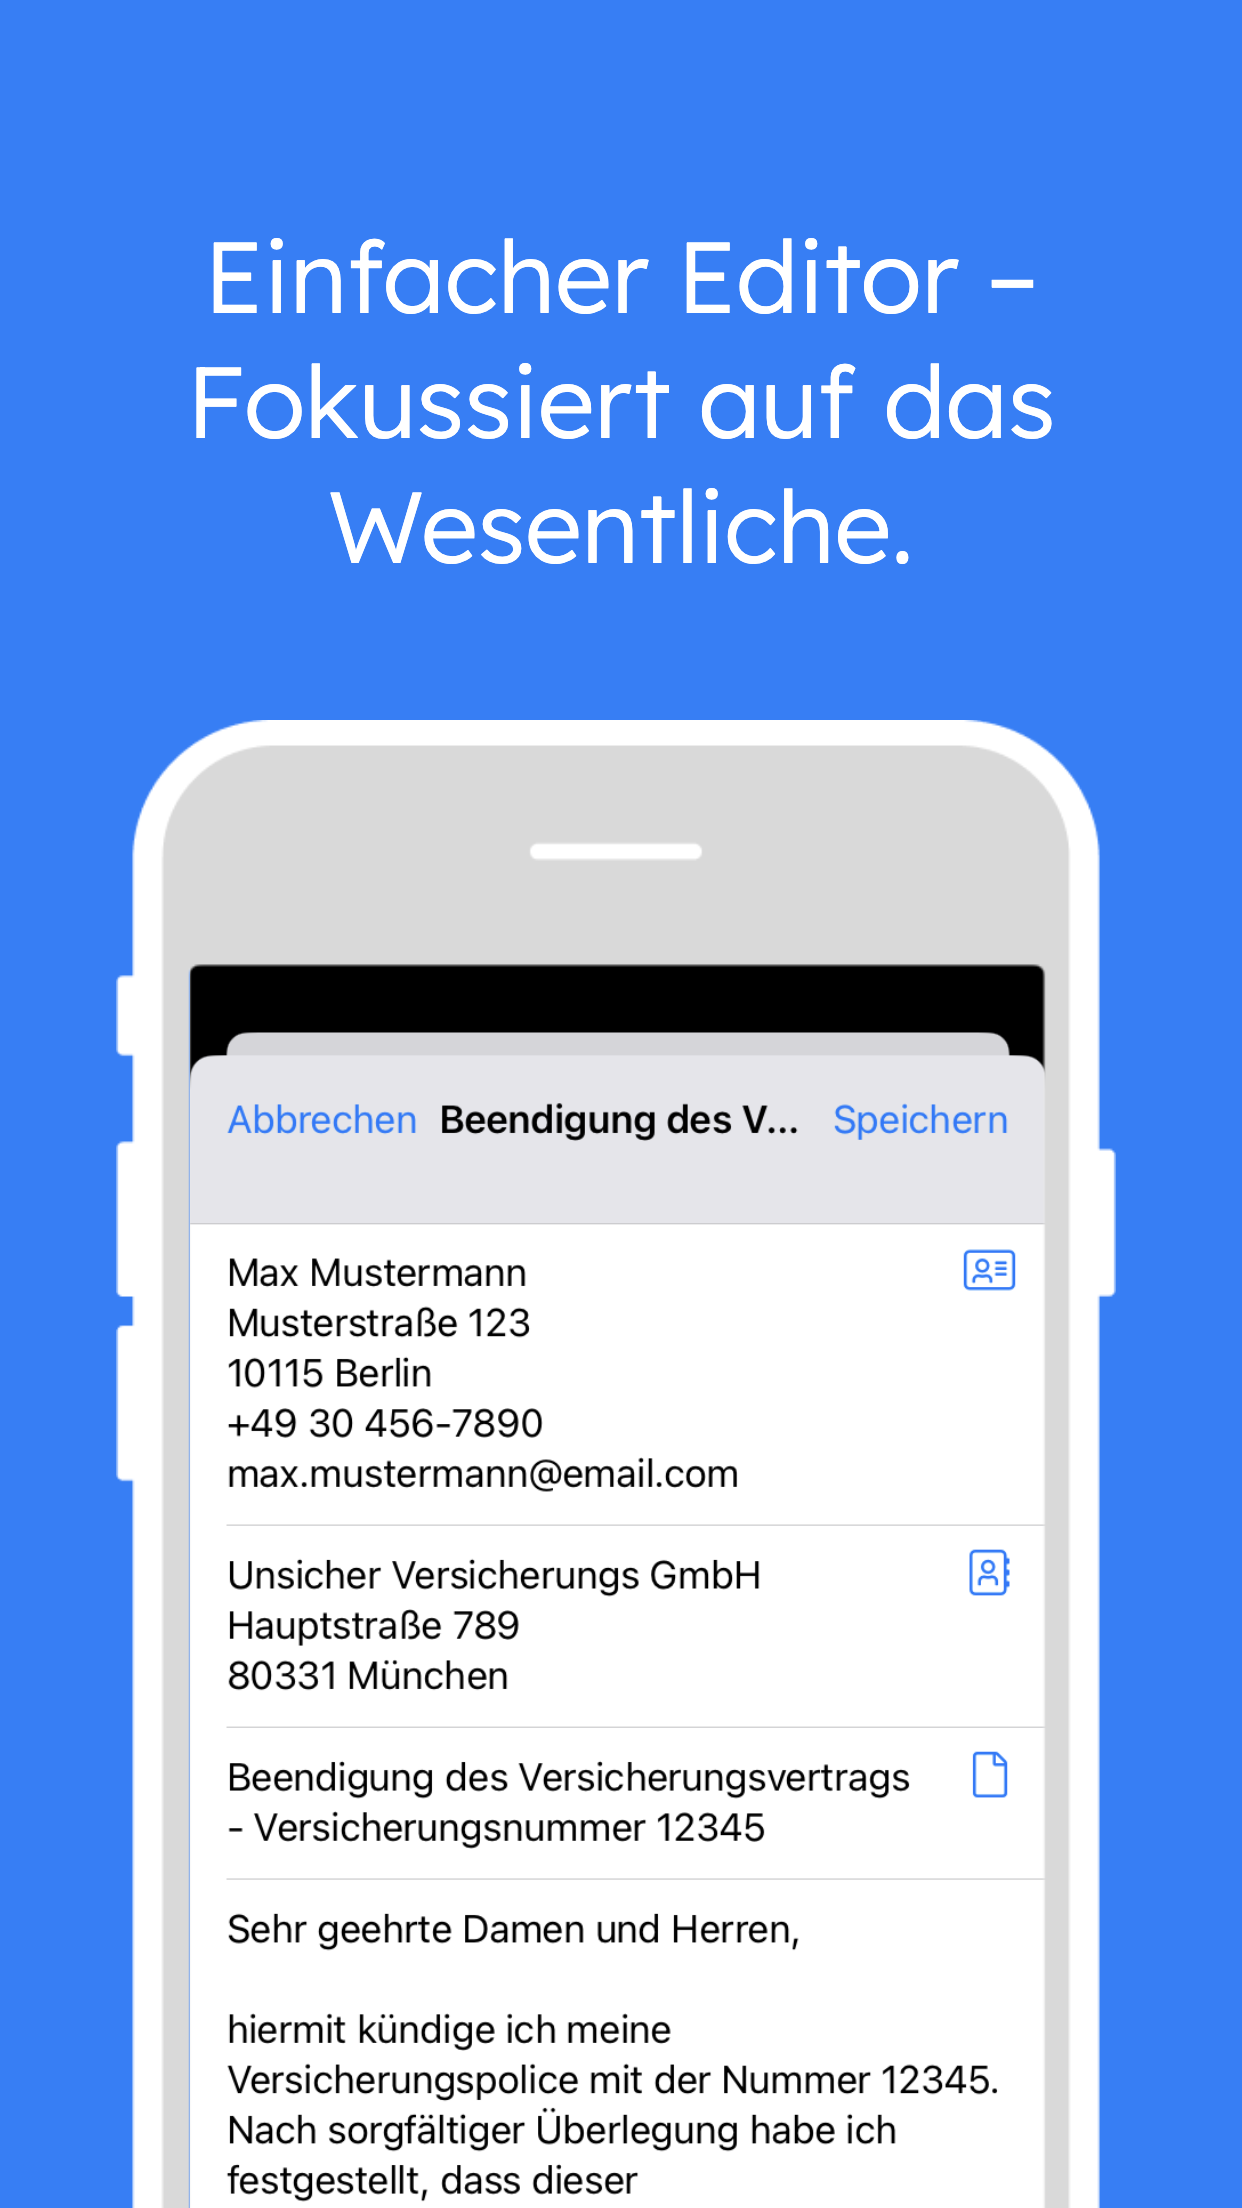 Einfacher Editor –
Fokussiert auf das
Wesentliche.
Abbrechen Beendigung des V... Speichern
Max Mustermann
Musterstraße 123
10115 Berlin
+49 30 456-7890
max.mustermann@email.com
Unsicher Versicherungs GmbH
Hauptstraße 789
80331 München
Beendigung des Versicherungsvertrags
- Versicherungsnummer 12345
Sehr geehrte Damen und Herren,
hiermit kündige ich meine
Versicherungspolice mit der Nummer 12345.
Nach sorgfältiger Überlegung habe ich
festgestellt, dass dieser